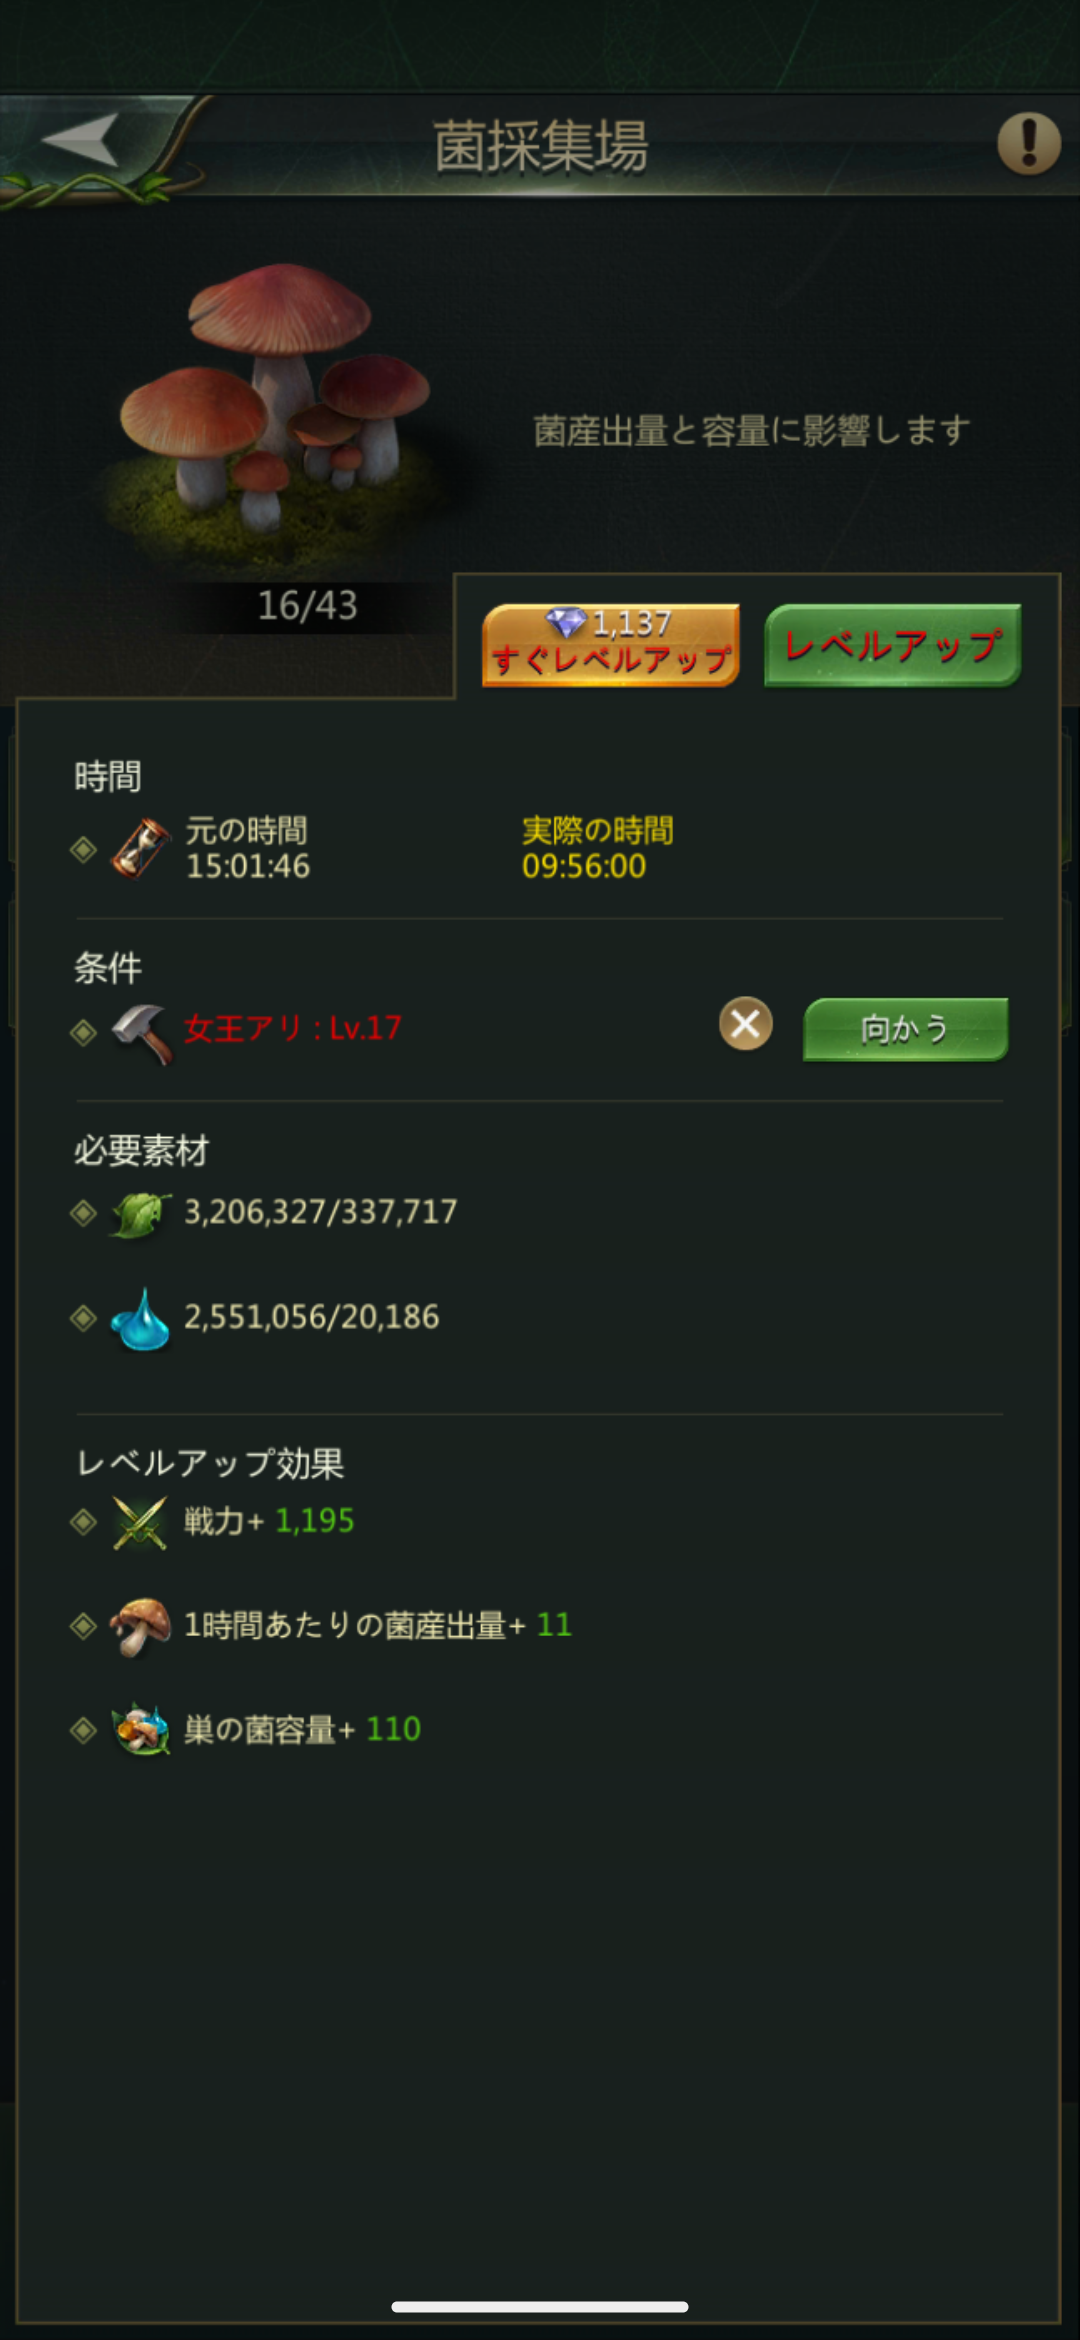 菌採集場
菌産出量と容量に影響します
16/43
1,137
すぐレベルアップ
レベルアップ
時間
元の時間
15:01:46
実際の時間
09:56:00
条件
女王アリ : Lv.17
向かう
必要素材
3,206,327/337,717
2,551,056/20,186
レベルアップ効果
戦力+ 1,195
1時間あたりの菌産出量+ 11
巣の菌容量+ 110